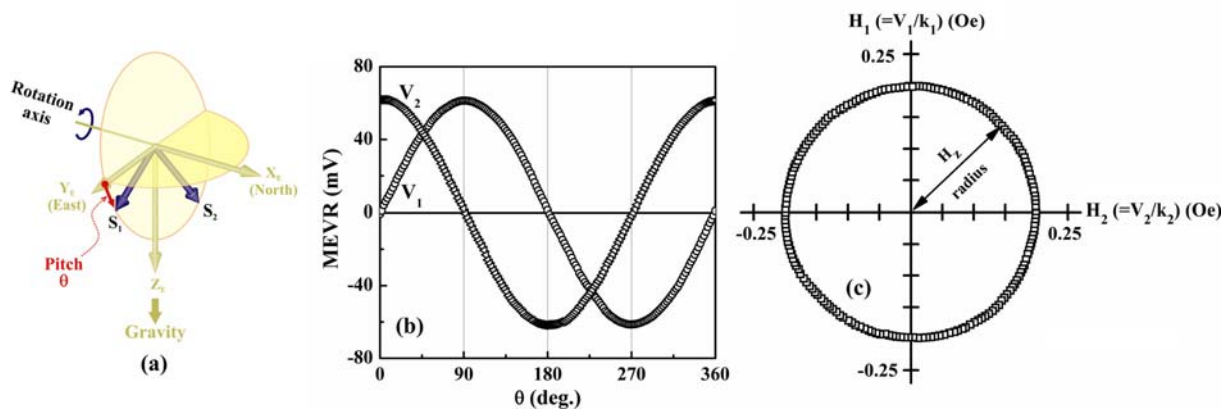 Rotation
axis
X_E
(North)
Y_E
(East)
S_1
S_2
Pitch
θ
Z_E
Gravity
(a)
80
40
0
-40
-80
MEVR (mV)
V_2
V_1
(b)
0 90 180 270 360
θ (deg.)
H_1 (=V_1/k_1) (Oe)
0.25
H_z
radius
-0.25
0.25
H_2 (=V_2/k_2) (Oe)
(c)
-0.25